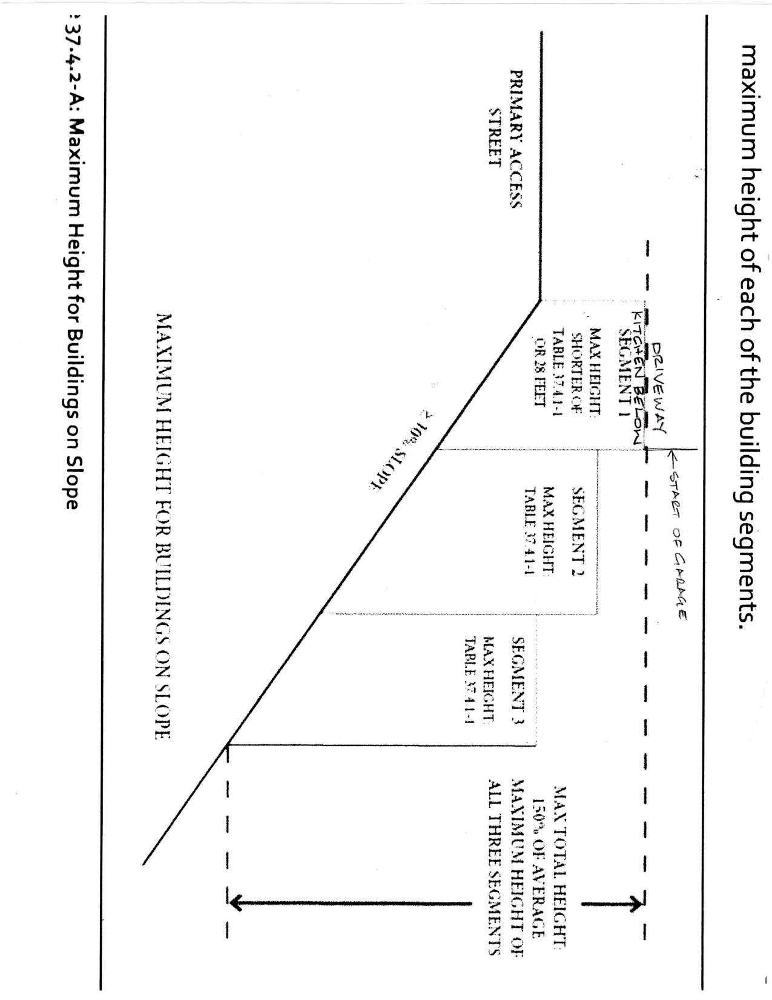 maximum height of each of the building segments.
DRIVEWAY
← START OF GARAGE
KITCHEN BELOW
SEGMENT 1
MAX HEIGHT:
SHORTER OF
TABLE 37.4.1-1
OR 28 FEET
SEGMENT 2
MAX HEIGHT:
TABLE 37.4.1-1
SEGMENT 3
MAX HEIGHT:
TABLE 37.4.1-1
MAX TOTAL HEIGHT:
150% OF AVERAGE
MAXIMUM HEIGHT OF
ALL THREE SEGMENTS
PRIMARY ACCESS
STREET
≥ 10% SLOPE
MAXIMUM HEIGHT FOR BUILDINGS ON SLOPE
37.4.2-A: Maximum Height for Buildings on Slope